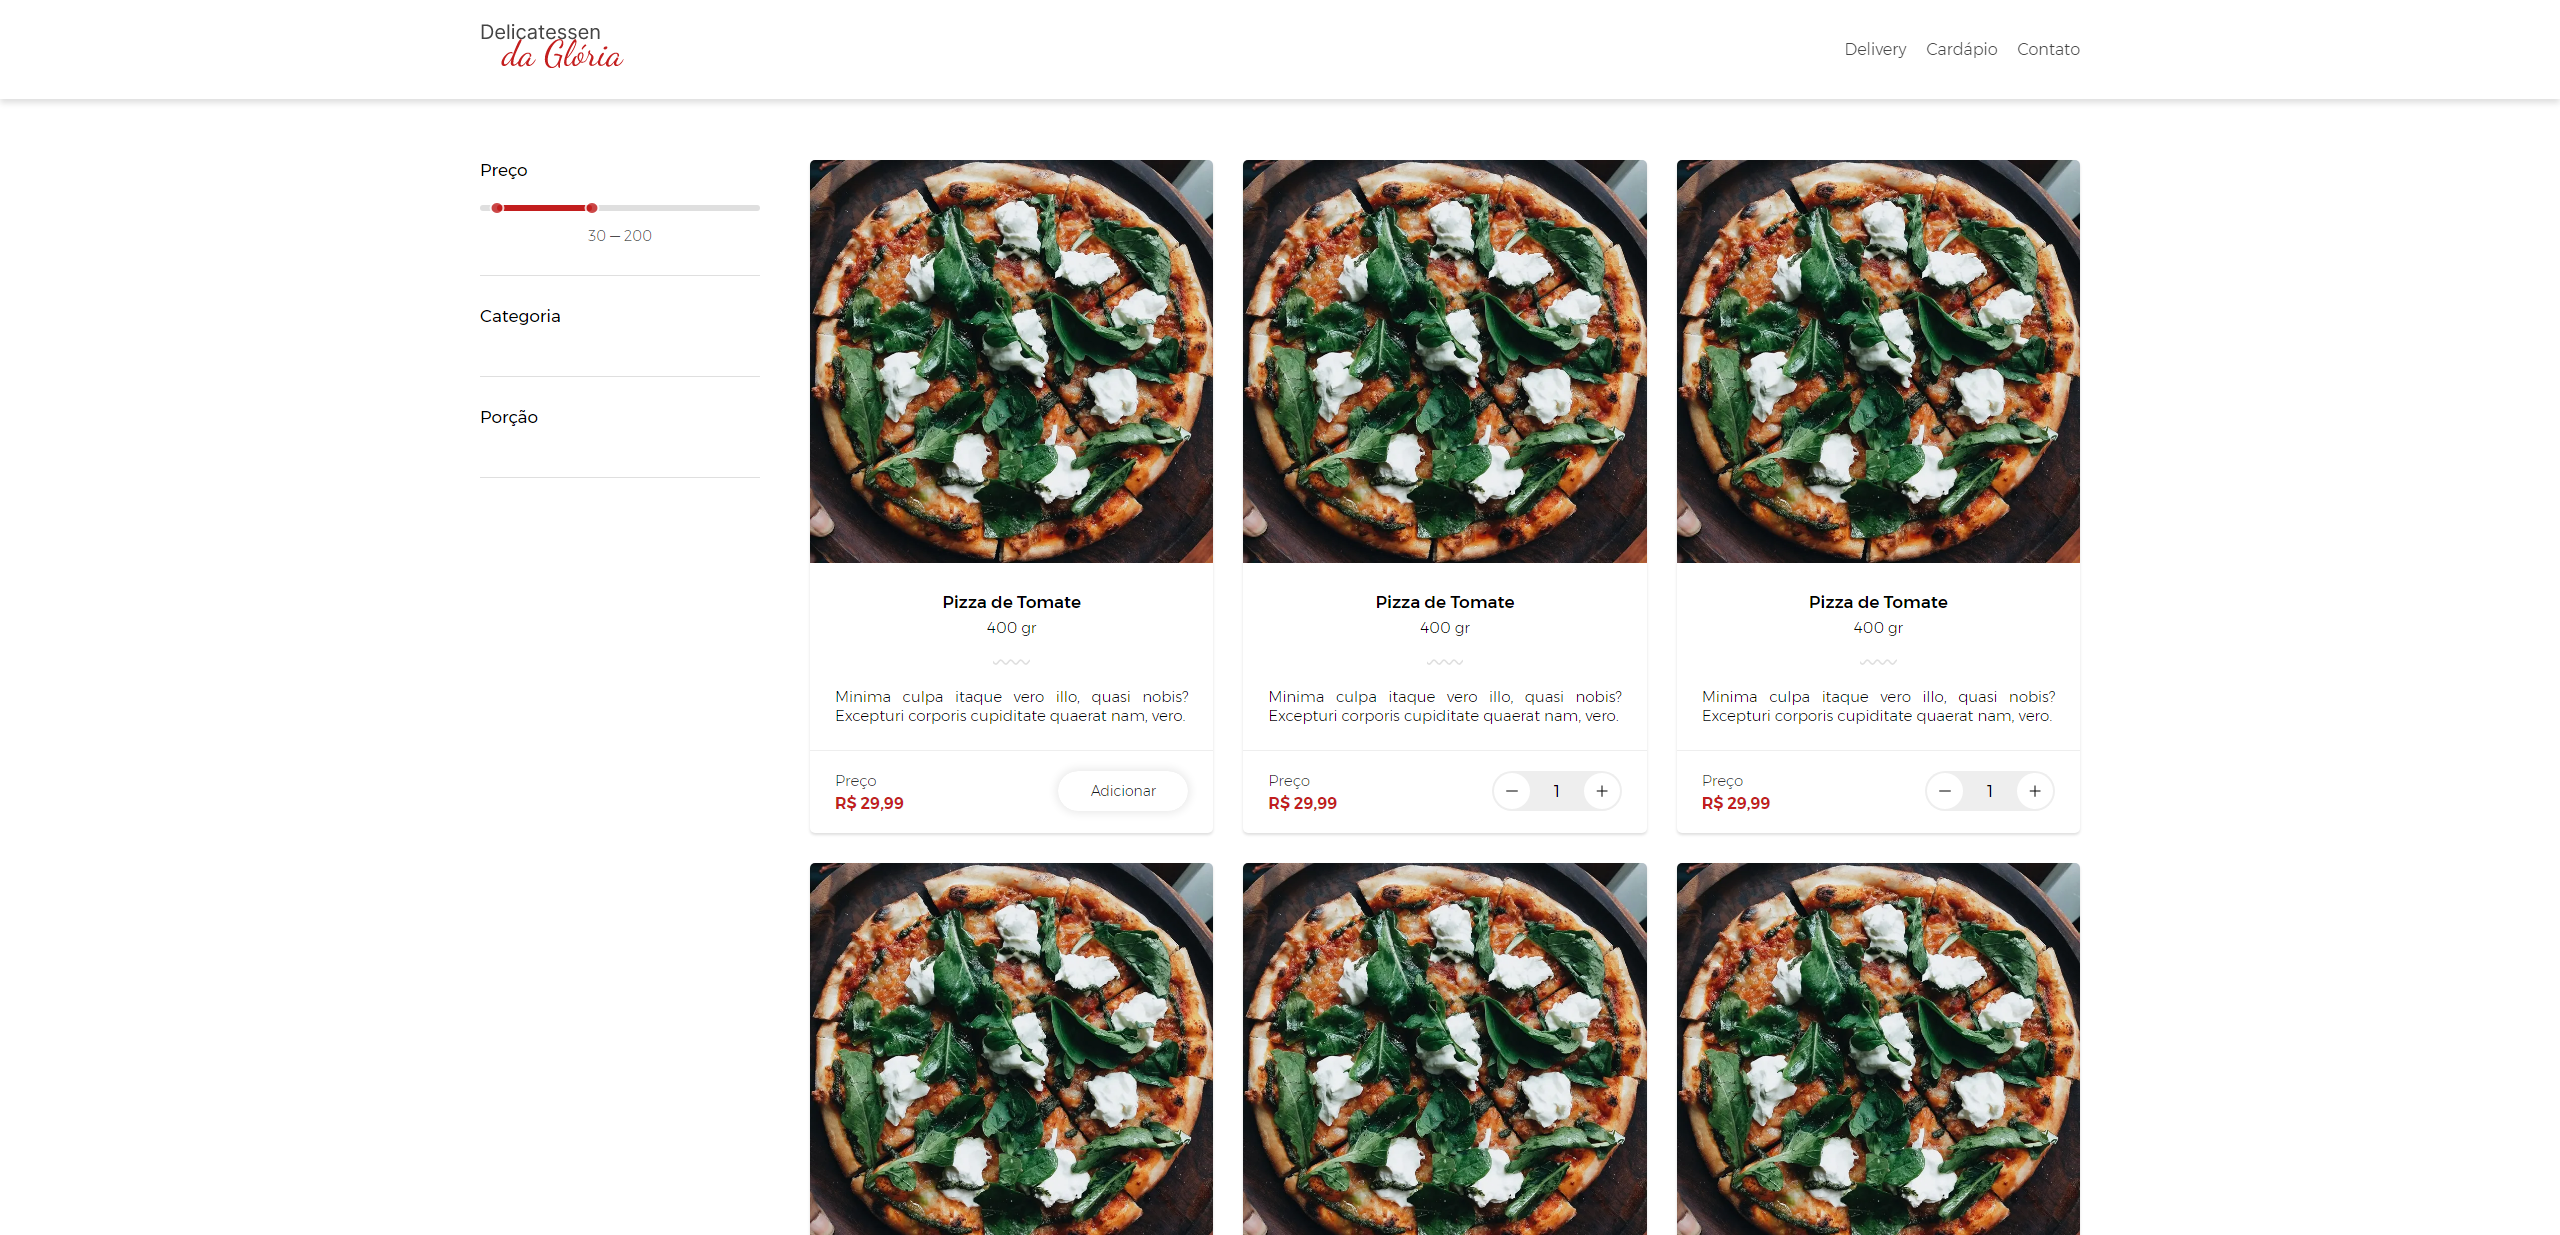 Delicatessen
da Glória
Delivery Cardápio Contato
Preço
30 — 200
Categoria
Porção
Pizza de Tomate
400 gr
Minima culpa itaque vero illo, quasi nobis?
Excepturi corporis cupiditate quaerat nam, vero.
Preço
R$ 29,99
Adicionar
Pizza de Tomate
400 gr
Minima culpa itaque vero illo, quasi nobis?
Excepturi corporis cupiditate quaerat nam, vero.
Preço
R$ 29,99
− 1 +
Pizza de Tomate
400 gr
Minima culpa itaque vero illo, quasi nobis?
Excepturi corporis cupiditate quaerat nam, vero.
Preço
R$ 29,99
− 1 +